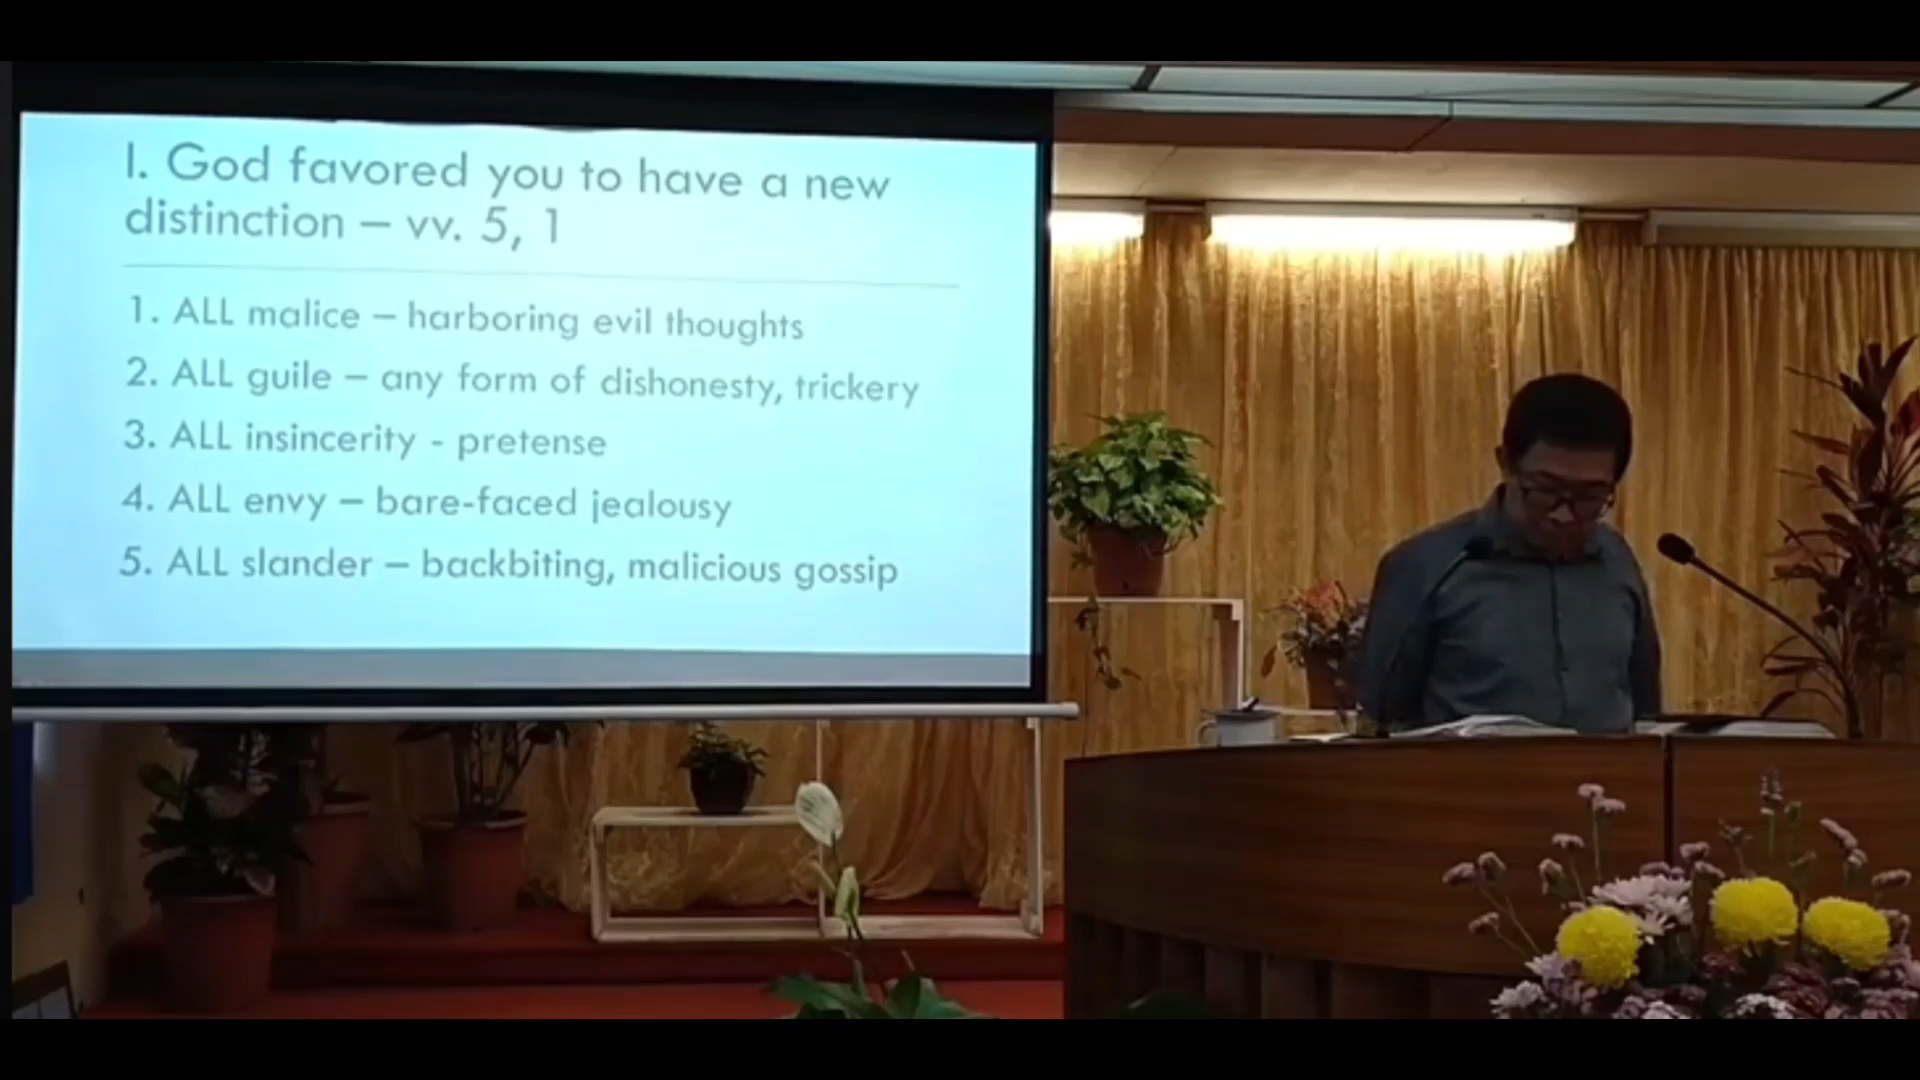 I. God favored you to have a new
distinction – vv. 5, 1
1. ALL malice – harboring evil thoughts
2. ALL guile – any form of dishonesty, trickery
3. ALL insincerity - pretense
4. ALL envy – bare-faced jealousy
5. ALL slander – backbiting, malicious gossip